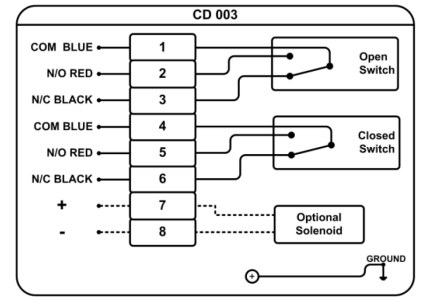 CD 003
COM BLUE 1
N/O RED 2
Open
Switch
N/C BLACK 3
COM BLUE 4
N/O RED 5
Closed
Switch
N/C BLACK 6
+ 7
- 8
Optional
Solenoid
GROUND
+